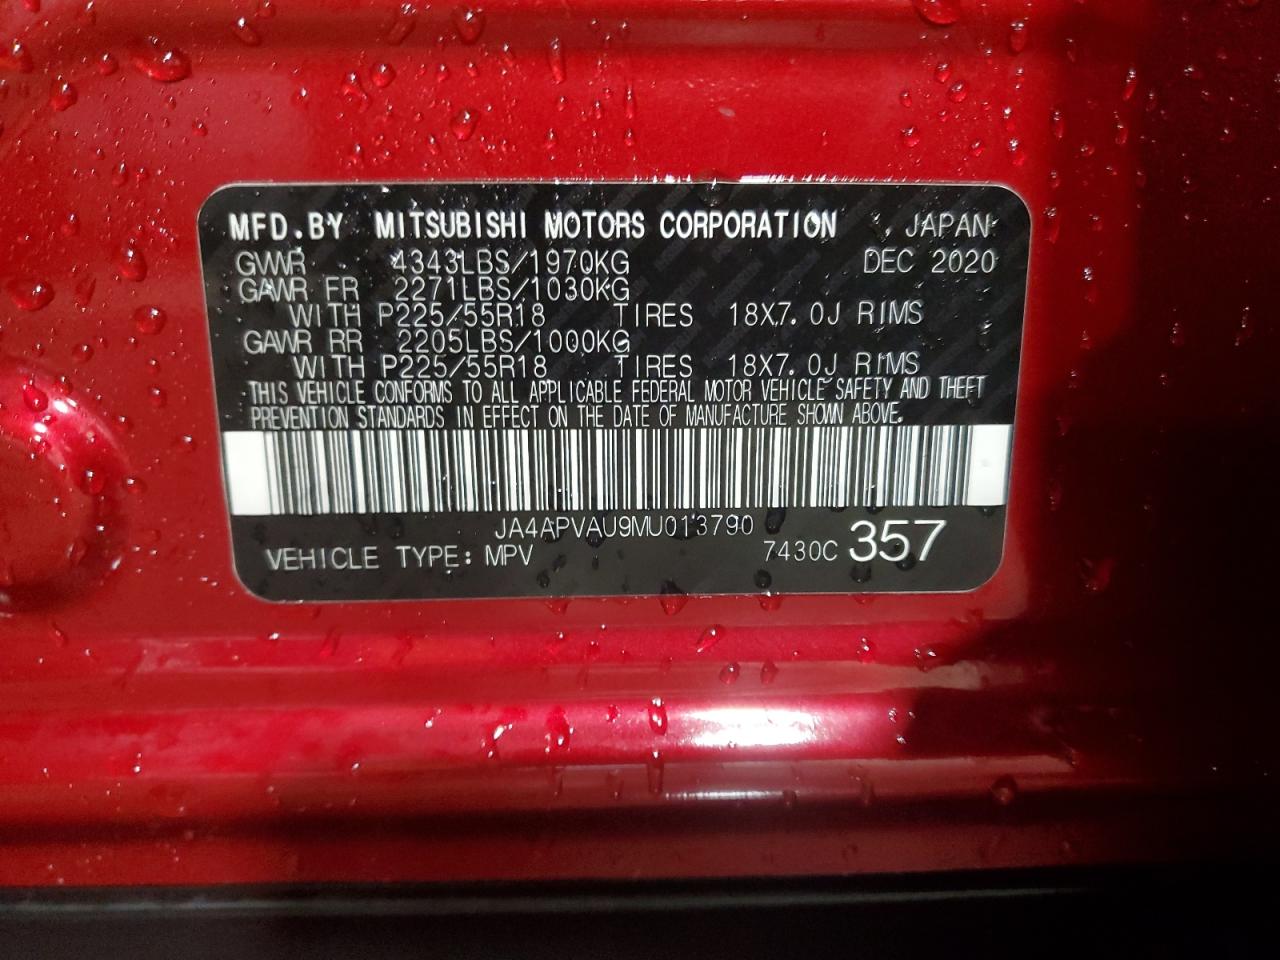 MFD.BY MITSUBISHI MOTORS CORPORATION , JAPAN
GVWR 4343LBS/1970KG DEC 2020
GAWR FR 2271LBS/1030KG
WITH P225/55R18 TIRES 18X7.0J RIMS
GAWR RR 2205LBS/1000KG
WITH P225/55R18 TIRES 18X7.0J RIMS
THIS VEHICLE CONFORMS TO ALL APPLICABLE FEDERAL MOTOR VEHICLE SAFETY AND THEFT
PREVENTION STANDARDS IN EFFECT ON THE DATE OF MANUFACTURE SHOWN ABOVE.
JA4APVAU9MU013790
VEHICLE TYPE: MPV 7430C 357